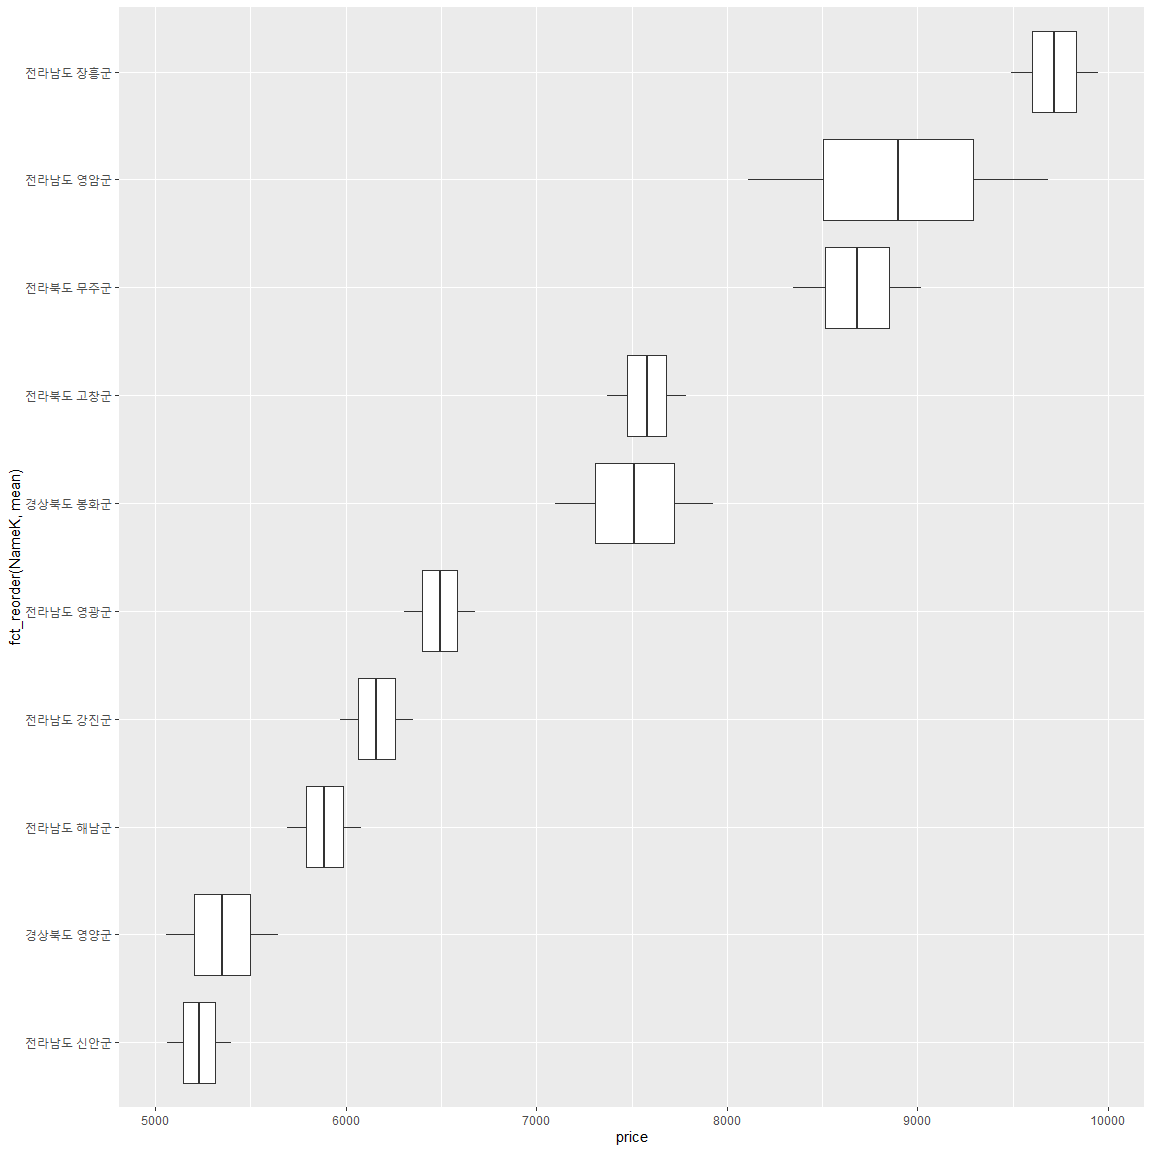 fct_reorder(NameK, mean)
전라남도 장흥군
전라남도 영암군
전라북도 무주군
전라북도 고창군
경상북도 봉화군
전라남도 영광군
전라남도 강진군
전라남도 해남군
경상북도 영양군
전라남도 신안군
5000 6000 7000 8000 9000 10000
price